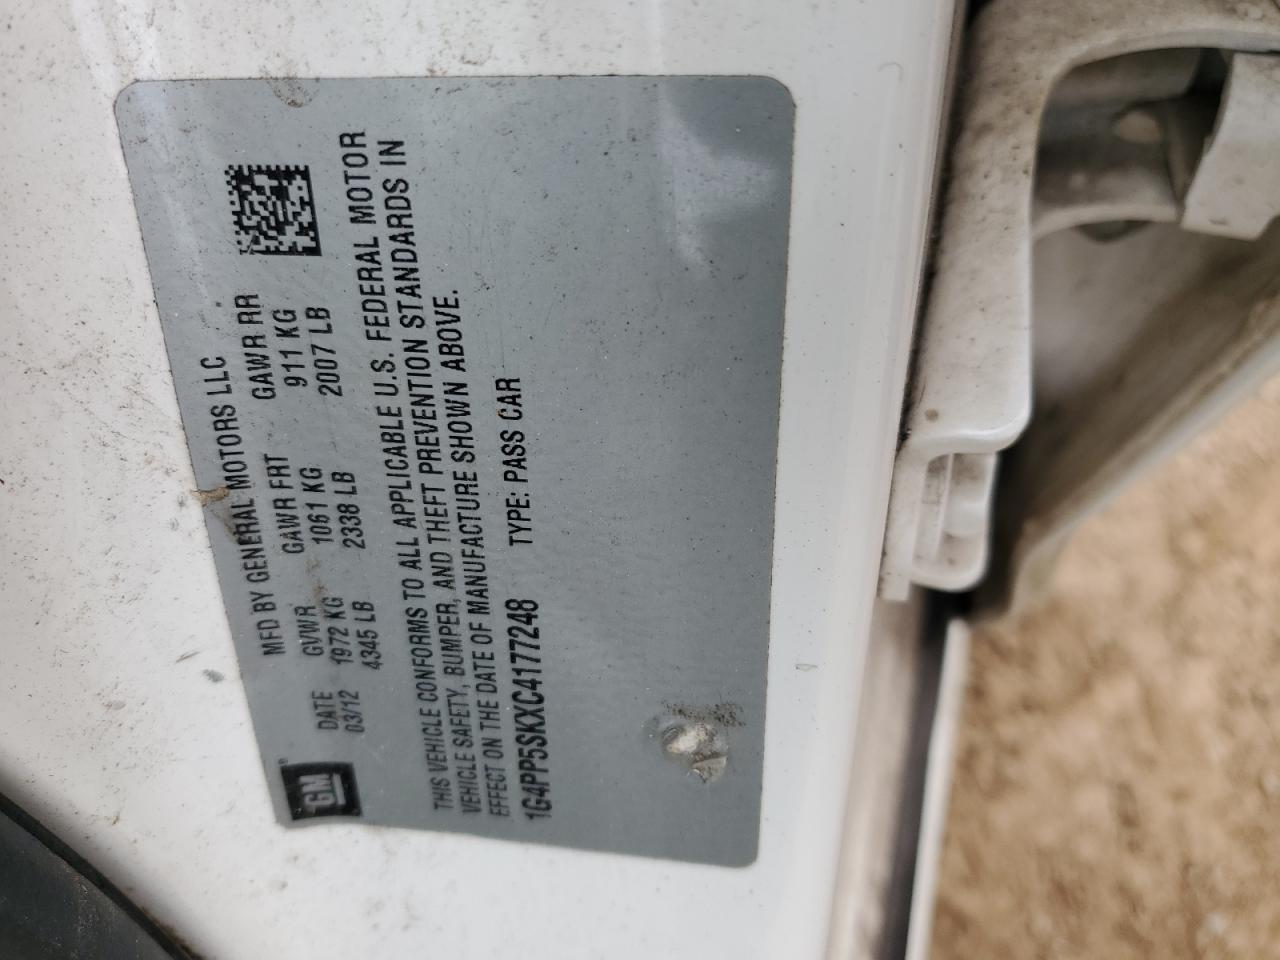 GM
MFD BY GENERAL MOTORS LLC
DATE GVWR GAWR FRT GAWR RR
03/12 1972 KG 1061 KG 911 KG
4345 LB 2338 LB 2007 LB
THIS VEHICLE CONFORMS TO ALL APPLICABLE U.S. FEDERAL MOTOR
VEHICLE SAFETY, BUMPER, AND THEFT PREVENTION STANDARDS IN
EFFECT ON THE DATE OF MANUFACTURE SHOWN ABOVE.
1G4PP5SKXC4177248 TYPE: PASS CAR